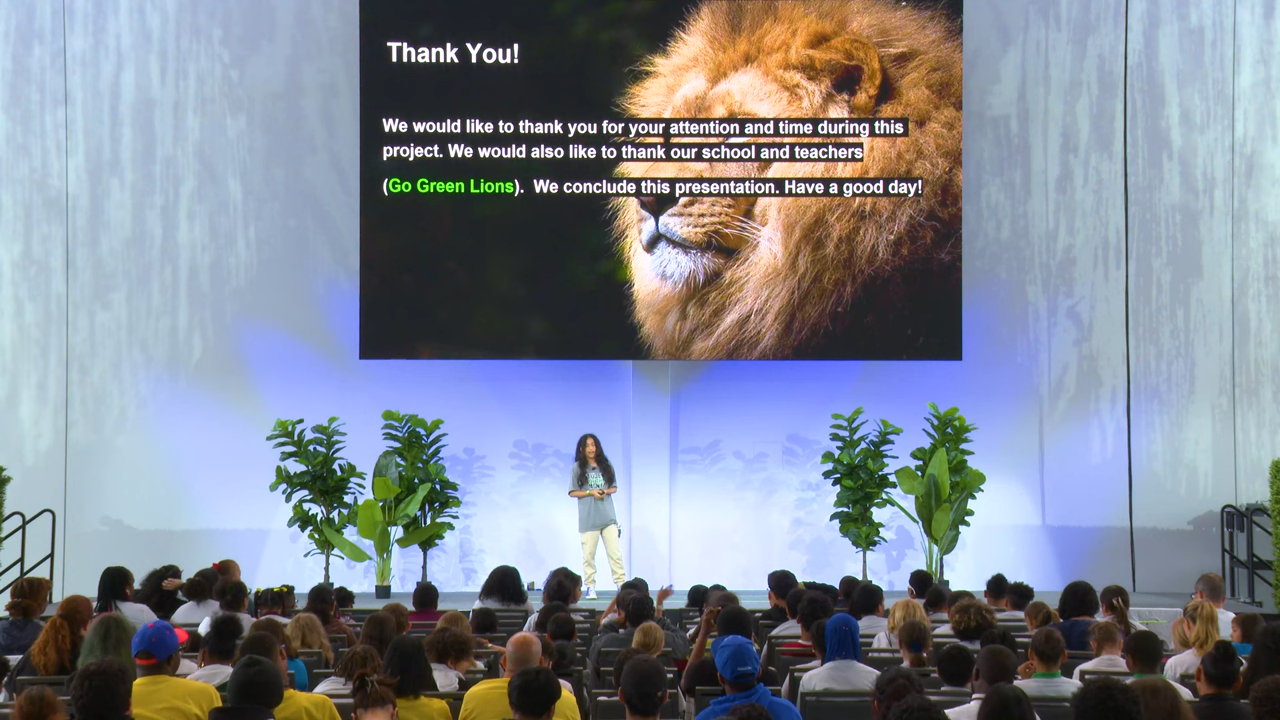 Thank You!
We would like to thank you for your attention and time during this
project. We would also like to thank our school and teachers
(Go Green Lions).  We conclude this presentation. Have a good day!